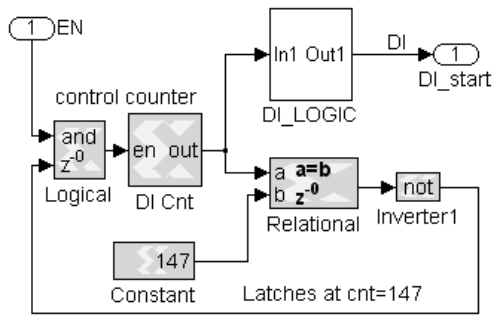 1 EN
In1 Out1
DI
1
DI_start
DI_LOGIC
control counter
and
z-0
Logical
en out
DI Cnt
a a=b
b z-0
Relational
not
Inverter1
147
Constant
Latches at cnt=147